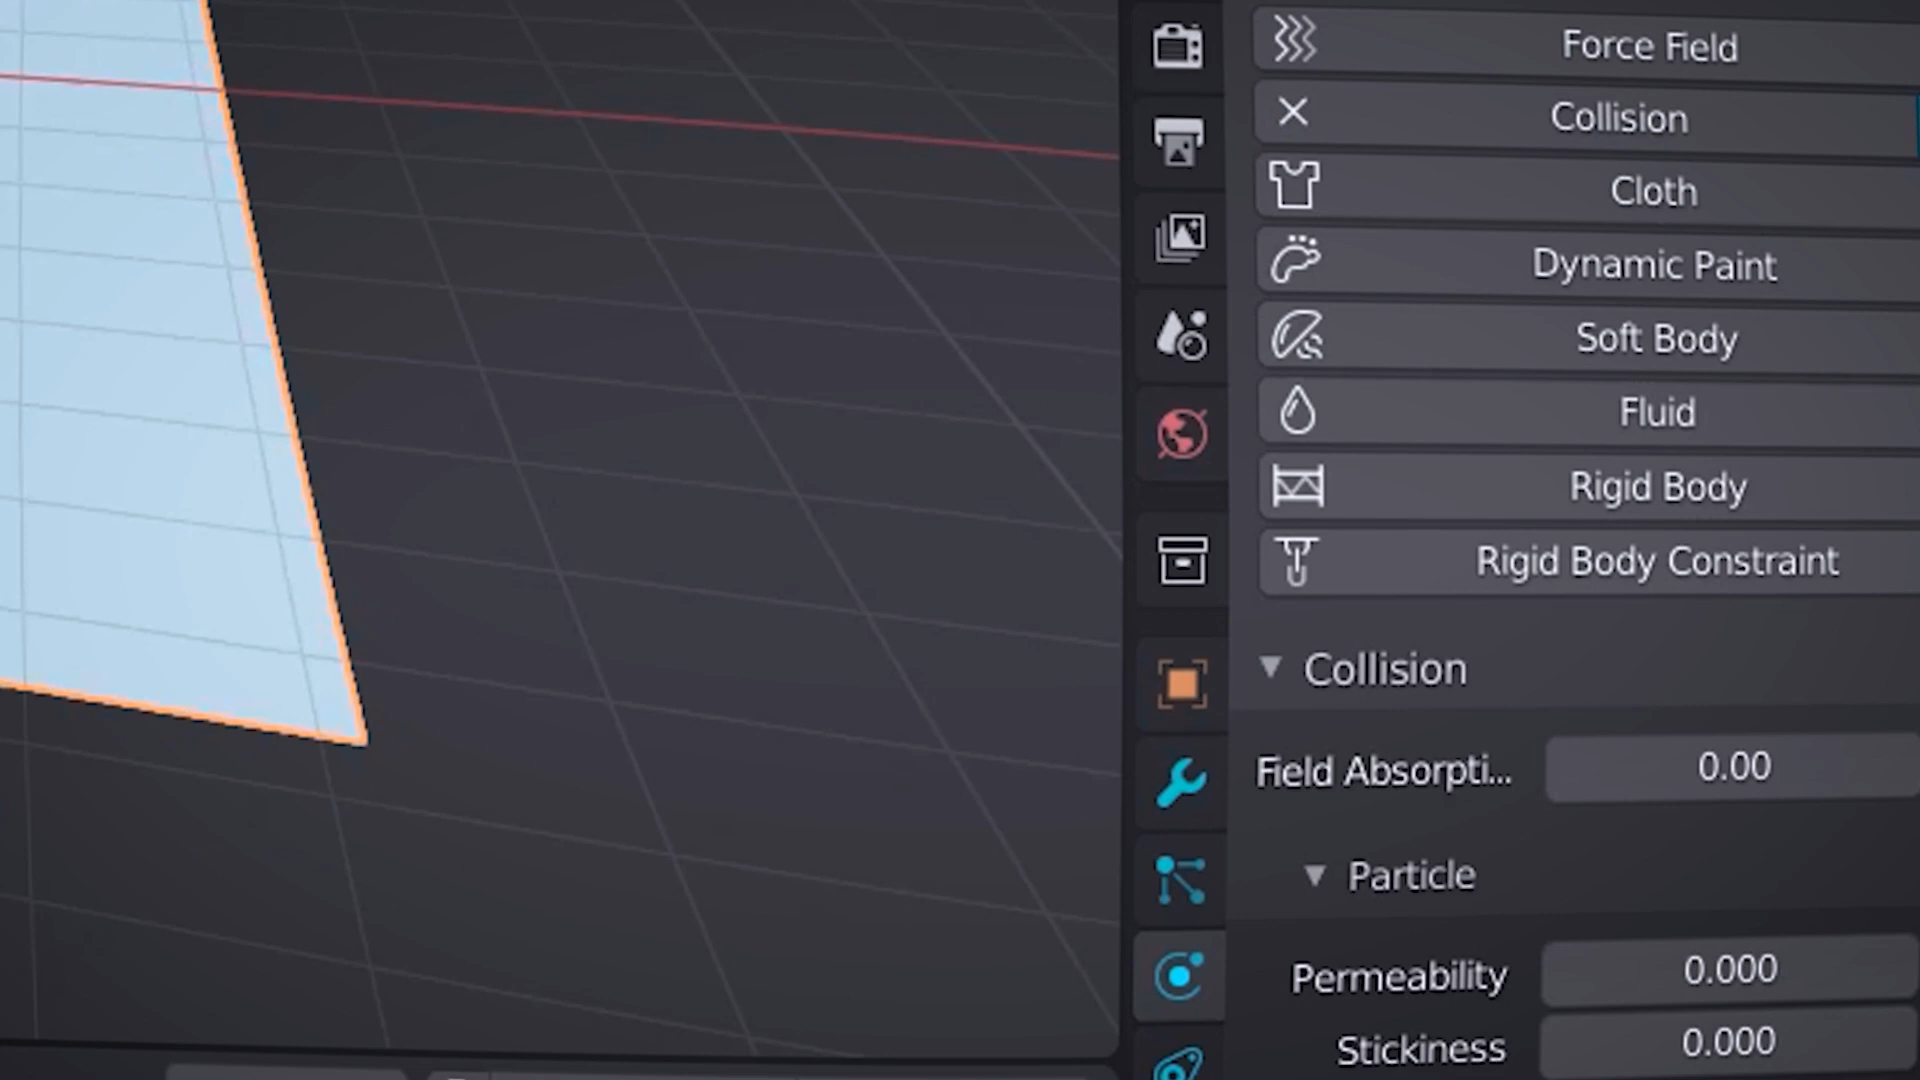 Force Field
Collision
Cloth
Dynamic Paint
Soft Body
Fluid
Rigid Body
Rigid Body Constraint
Collision
Field Absorpti... 0.00
Particle
Permeability 0.000
Stickiness 0.000